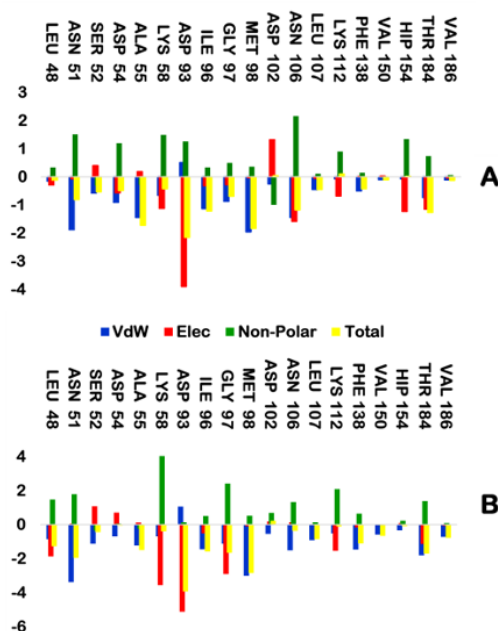 LEU 48
ASN 51
SER 52
ASP 54
ALA 55
LYS 58
ASP 93
ILE 96
GLY 97
MET 98
ASP 102
ASN 106
LEU 107
LYS 112
PHE 138
VAL 150
HIP 154
THR 184
VAL 186
3
2
1
0
-1
-2
-3
-4
A
VdW Elec Non-Polar Total
LEU 48
ASN 51
SER 52
ASP 54
ALA 55
LYS 58
ASP 93
ILE 96
GLY 97
MET 98
ASP 102
ASN 106
LEU 107
LYS 112
PHE 138
VAL 150
HIP 154
THR 184
VAL 186
4
2
0
-2
-4
-6
B